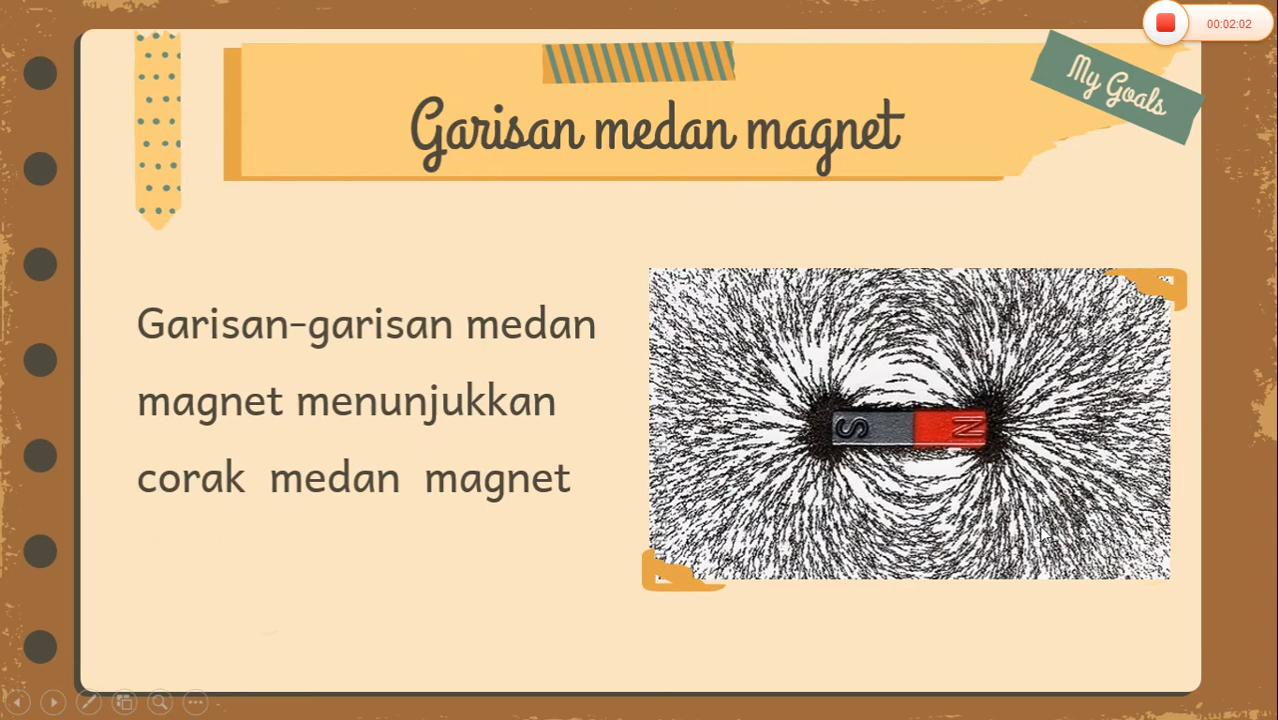 00:02:02
My Goals
Garisan medan magnet
Garisan-garisan medan
magnet menunjukkan
corak medan magnet
S N